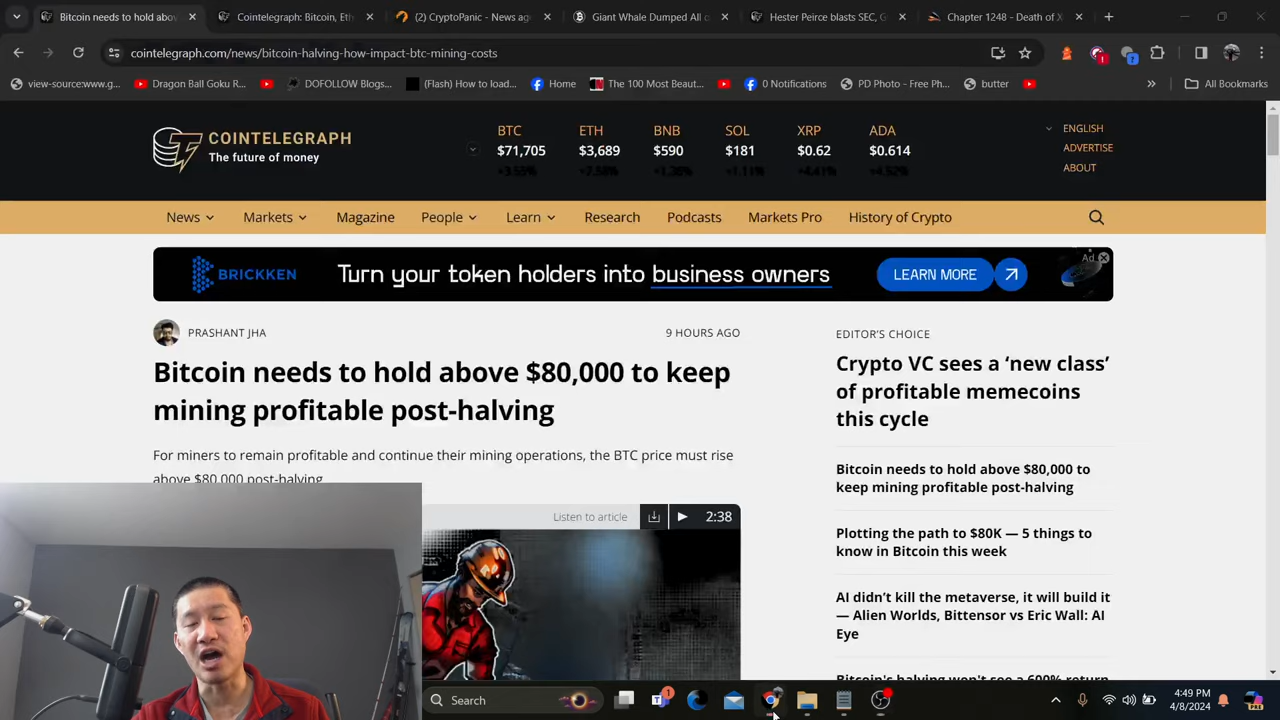 Bitcoin needs to hold abov
Cointelegraph: Bitcoin, Eth
(2) CryptoPanic - News ag
Giant Whale Dumped All o
Hester Peirce blasts SEC, G
Chapter 1248 - Death of X
cointelegraph.com/news/bitcoin-halving-how-impact-btc-mining-costs
view-source:www.g...
Dragon Ball Goku R...
DOFOLLOW Blogs...
(Flash) How to load...
Home
The 100 Most Beaut...
0 Notifications
PD Photo - Free Ph...
butter
All Bookmarks
COINTELEGRAPH
The future of money
BTC ETH BNB SOL XRP ADA
$71,705 $3,689 $590 $181 $0.62 $0.614
+3.55% +7.58% +1.38% +1.11% +4.41% +4.52%
ENGLISH
ADVERTISE
ABOUT
News Markets Magazine People Learn Research Podcasts Markets Pro History of Crypto
BRICKKEN
Turn your token holders into business owners
LEARN MORE
Ad
PRASHANT JHA
9 HOURS AGO
Bitcoin needs to hold above $80,000 to keep
mining profitable post-halving
For miners to remain profitable and continue their mining operations, the BTC price must rise
above $80,000 post-halving
Listen to article
2:38
EDITOR'S CHOICE
Crypto VC sees a ‘new class’
of profitable memecoins
this cycle
Bitcoin needs to hold above $80,000 to
keep mining profitable post-halving
Plotting the path to $80K — 5 things to
know in Bitcoin this week
AI didn’t kill the metaverse, it will build it
— Alien Worlds, Bittensor vs Eric Wall: AI
Eye
Bitcoin's halving won't see a 600% return
Search
1
4:49 PM
4/8/2024